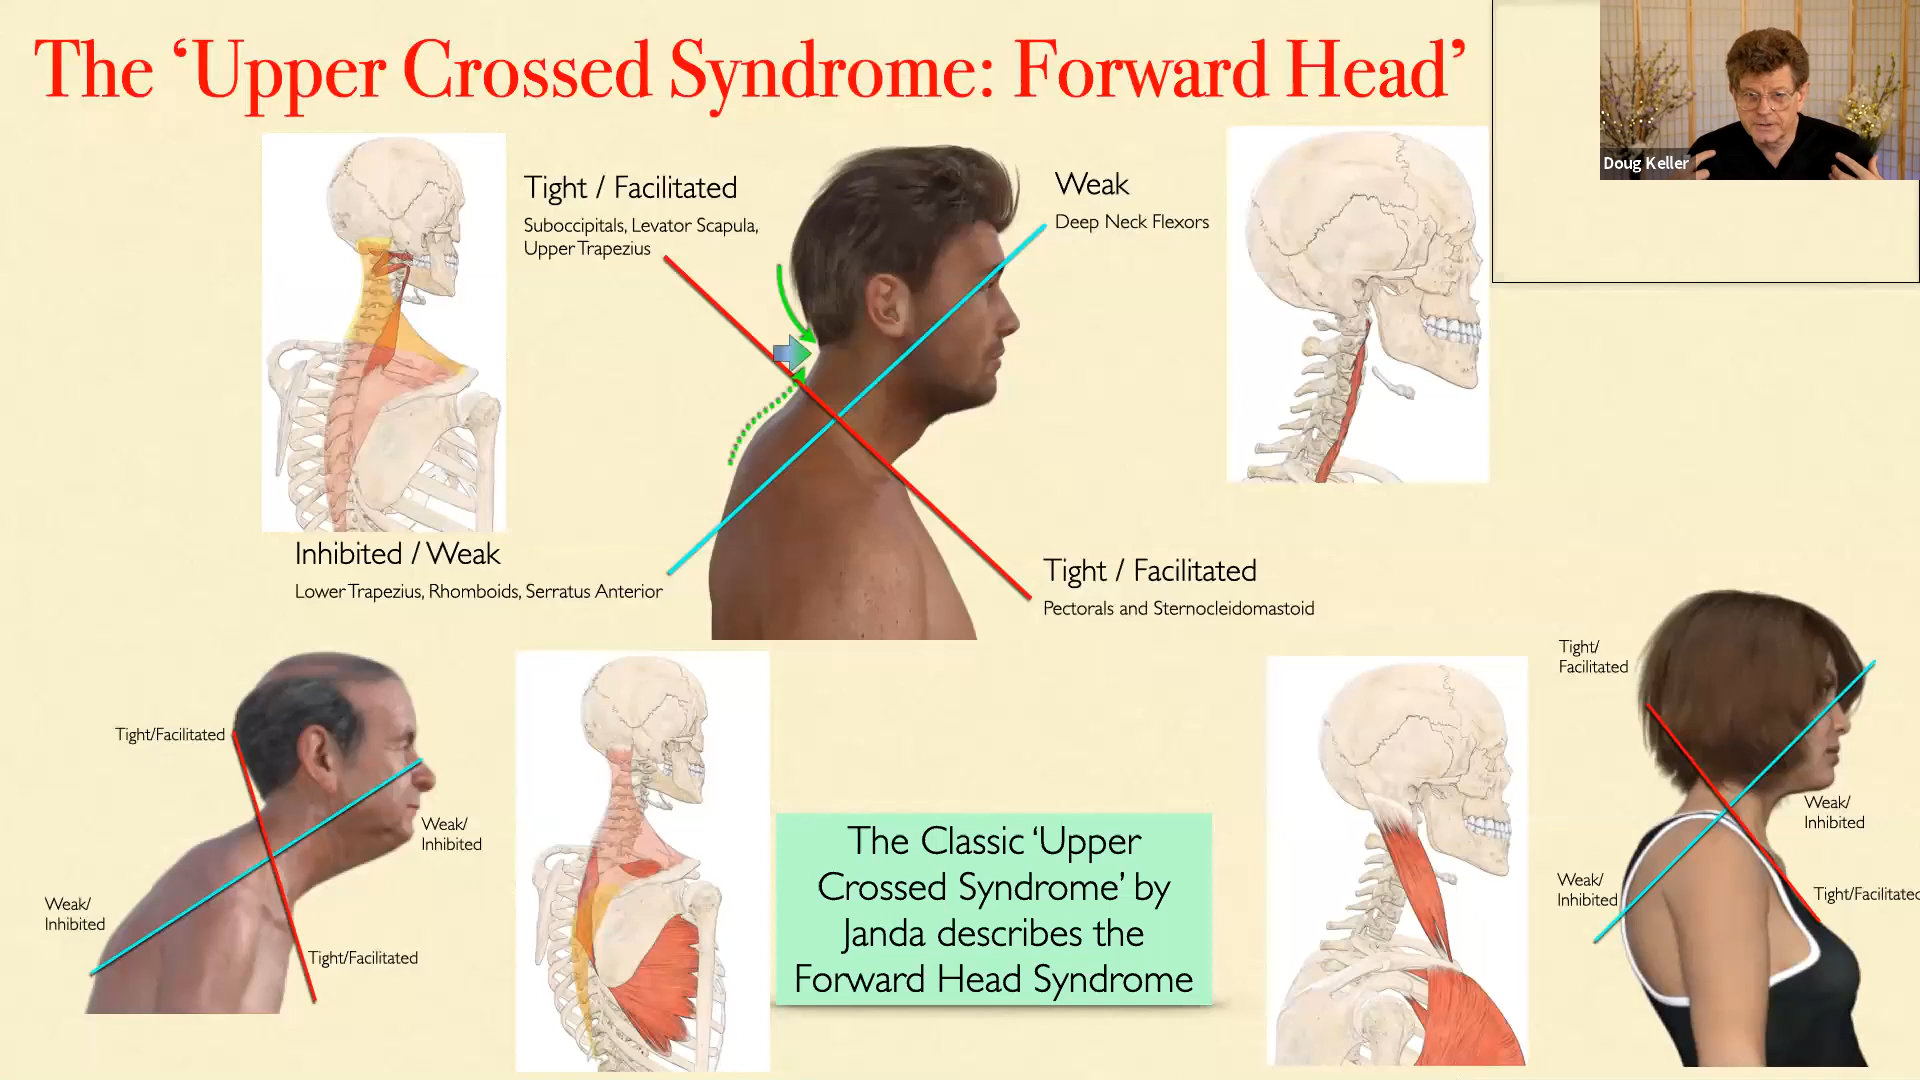 The ‘Upper Crossed Syndrome: Forward Head’
Doug Keller
Tight / Facilitated
Suboccipitals, Levator Scapula,
Upper Trapezius
Weak
Deep Neck Flexors
Inhibited / Weak
Lower Trapezius, Rhomboids, Serratus Anterior
Tight / Facilitated
Pectorals and Sternocleidomastoid
Tight/Facilitated
Weak/
Inhibited
Weak/
Inhibited
Tight/Facilitated
The Classic ‘Upper
Crossed Syndrome’ by
Janda describes the
Forward Head Syndrome
Tight/
Facilitated
Weak/
Inhibited
Weak/
Inhibited
Tight/Facilitated